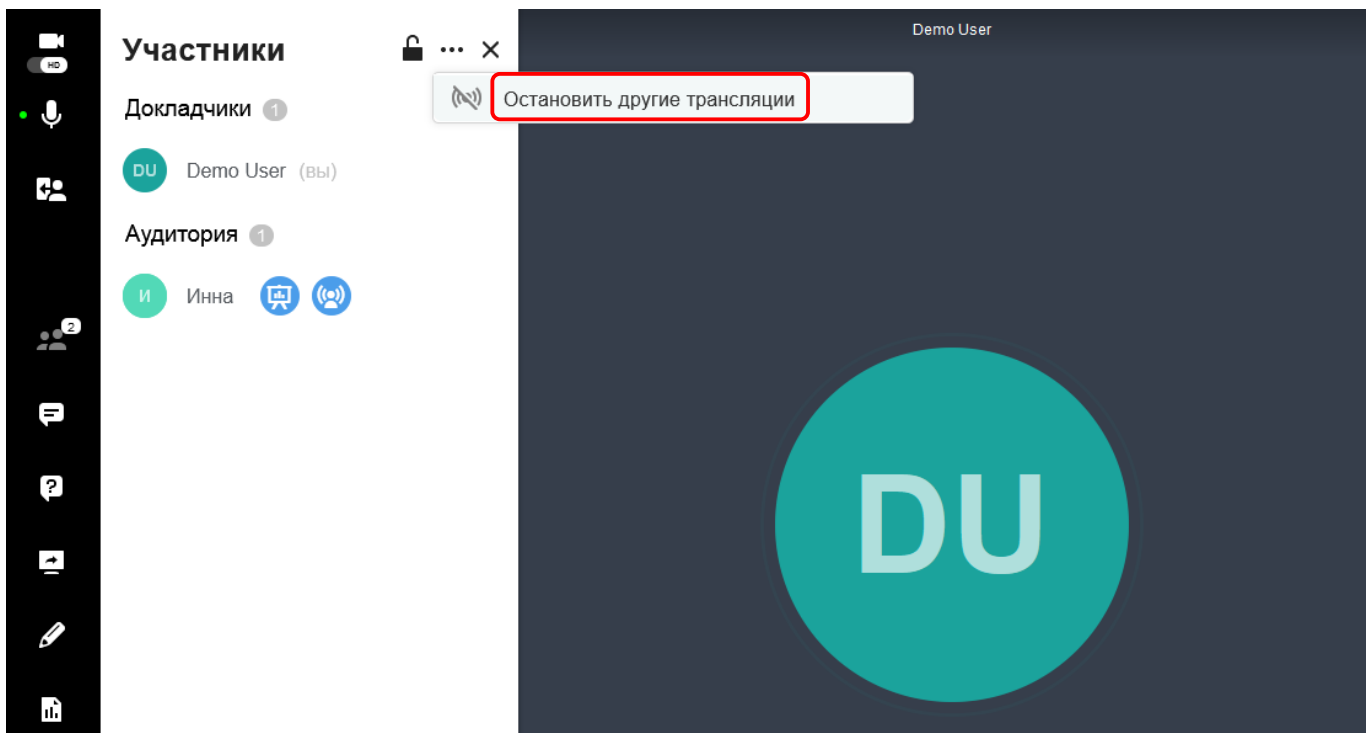 HD
2
Участники
Докладчики 1
DU Demo User (вы)
Аудитория 1
И Инна
Demo User
Остановить другие трансляции
DU